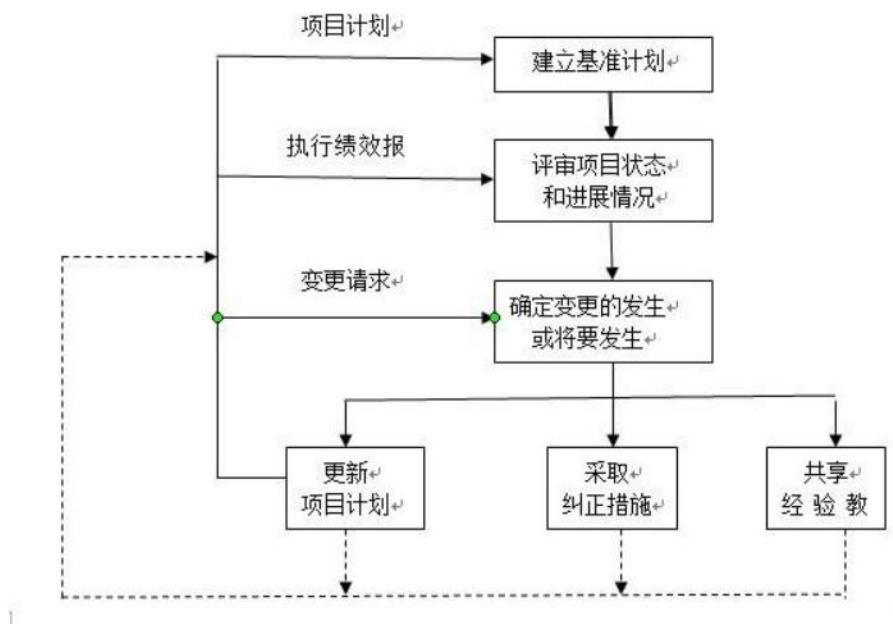 项目计划
建立基准计划
执行绩效报
评审项目状态
和进展情况
变更请求
确定变更的发生
或将要发生
更新
项目计划
采取
纠正措施
共享
经 验 教